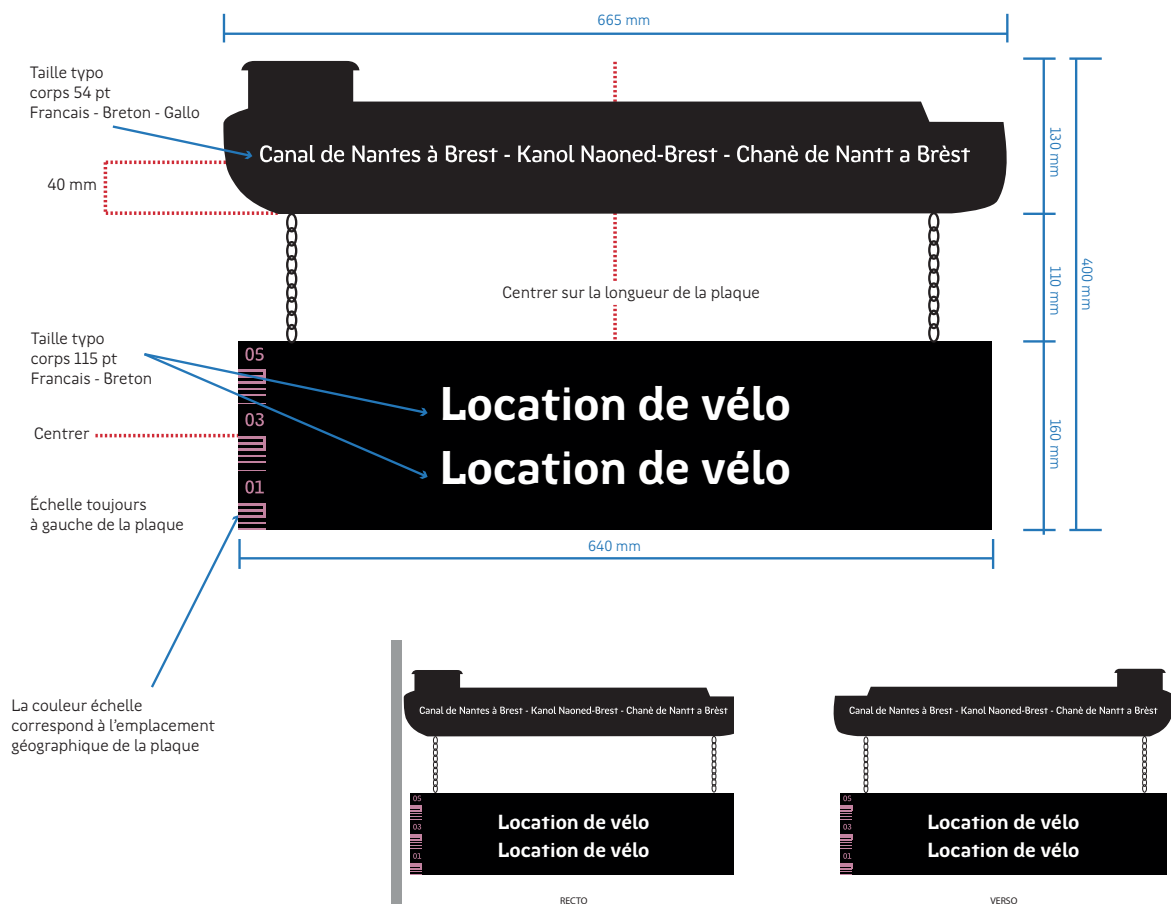 665 mm
Taille typo
corps 54 pt
Francais - Breton - Gallo
Canal de Nantes à Brest - Kanol Naoned-Brest - Chanè de Nantt a Brèst
40 mm
130 mm
110 mm
400 mm
Centrer sur la longueur de la plaque
Taille typo
corps 115 pt
Francais - Breton
05
03
01
Location de vélo
Location de vélo
160 mm
Centrer
Échelle toujours
à gauche de la plaque
640 mm
La couleur échelle
correspond à l'emplacement
géographique de la plaque
Canal de Nantes à Brest - Kanol Naoned-Brest - Chanè de Nantt a Brèst
05
03
01
Location de vélo
Location de vélo
RECTO
Canal de Nantes à Brest - Kanol Naoned-Brest - Chanè de Nantt a Brèst
05
03
01
Location de vélo
Location de vélo
VERSO